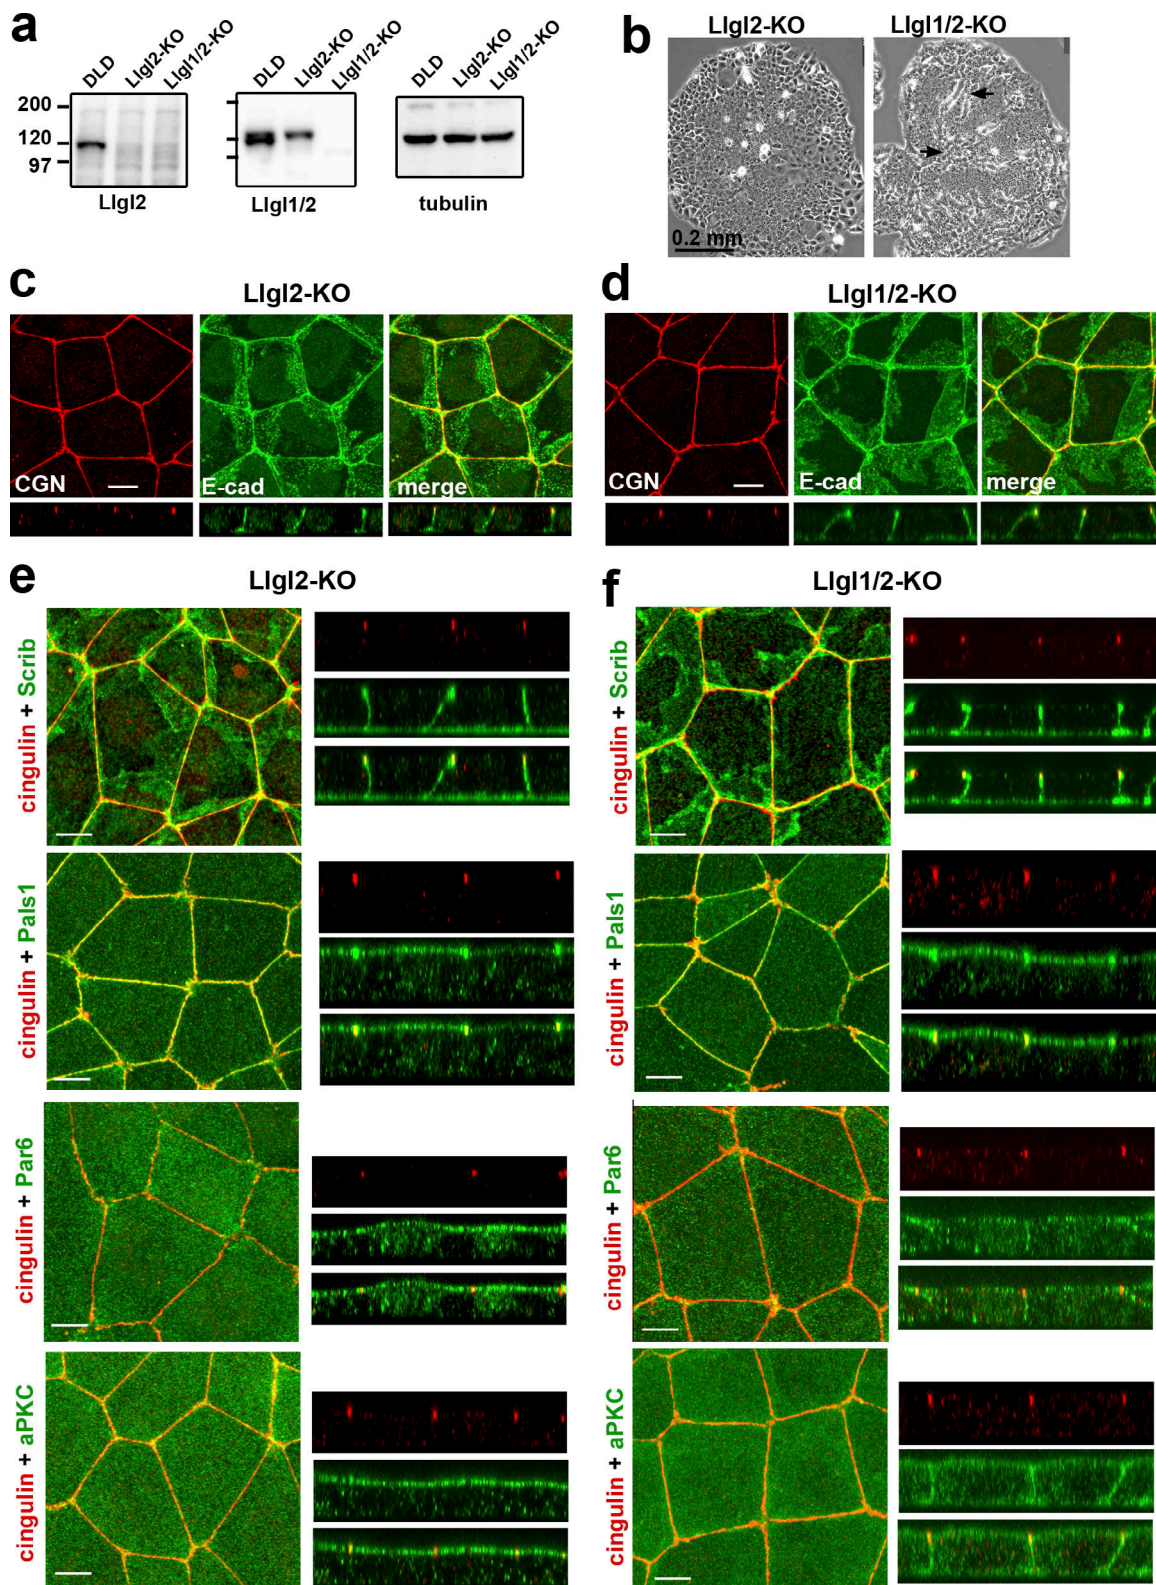 a
DLD
Llgl2-KO
Llgl1/2-KO
DLD
Llgl2-KO
Llgl1/2-KO
DLD
Llgl2-KO
Llgl1/2-KO
200
120
97
Llgl2
Llgl1/2
tubulin
b
Llgl2-KO
Llgl1/2-KO
0.2 mm
c
Llgl2-KO
CGN
E-cad
merge
d
Llgl1/2-KO
CGN
E-cad
merge
e
Llgl2-KO
cingulin + Scrib
cingulin + Pals1
cingulin + Par6
cingulin + aPKC
f
Llgl1/2-KO
cingulin + Scrib
cingulin + Pals1
cingulin + Par6
cingulin + aPKC